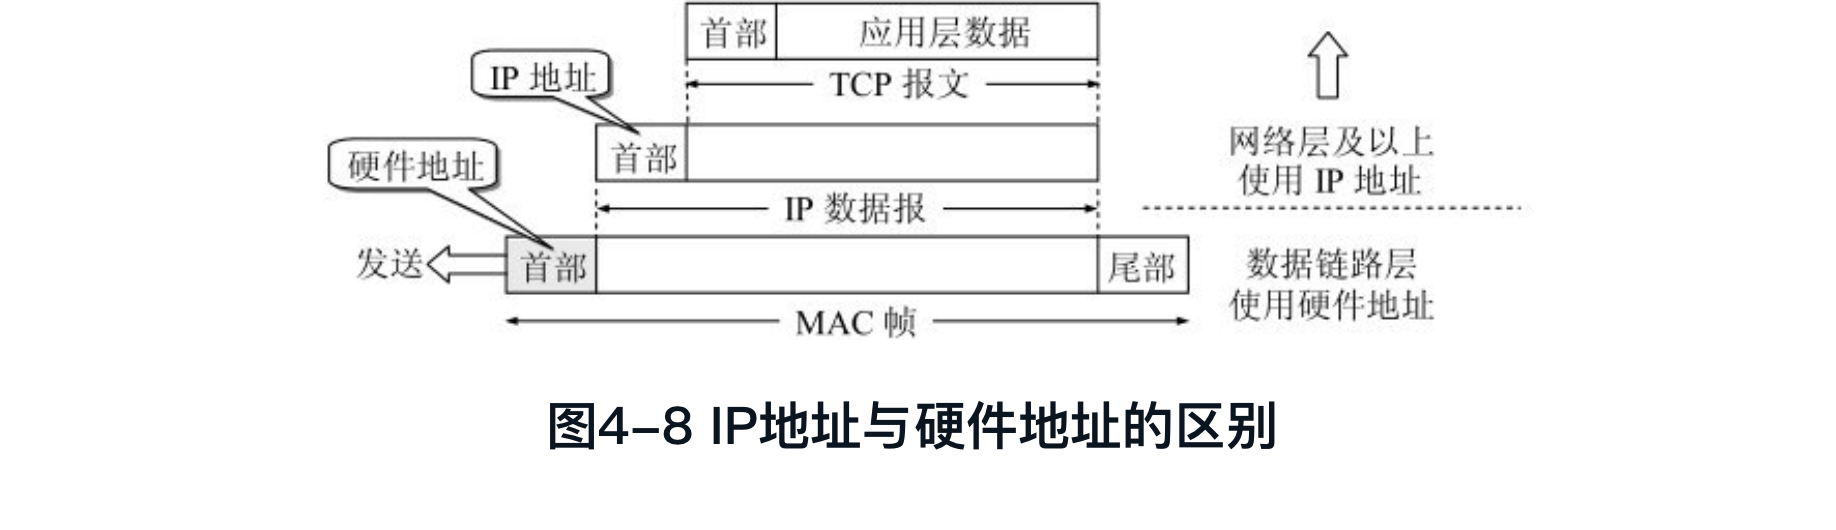 首部 应用层数据
IP 地址
TCP 报文
首部
网络层及以上
使用 IP 地址
硬件地址
IP 数据报
发送
首部
尾部
数据链路层
使用硬件地址
MAC 帧
图4-8 IP地址与硬件地址的区别